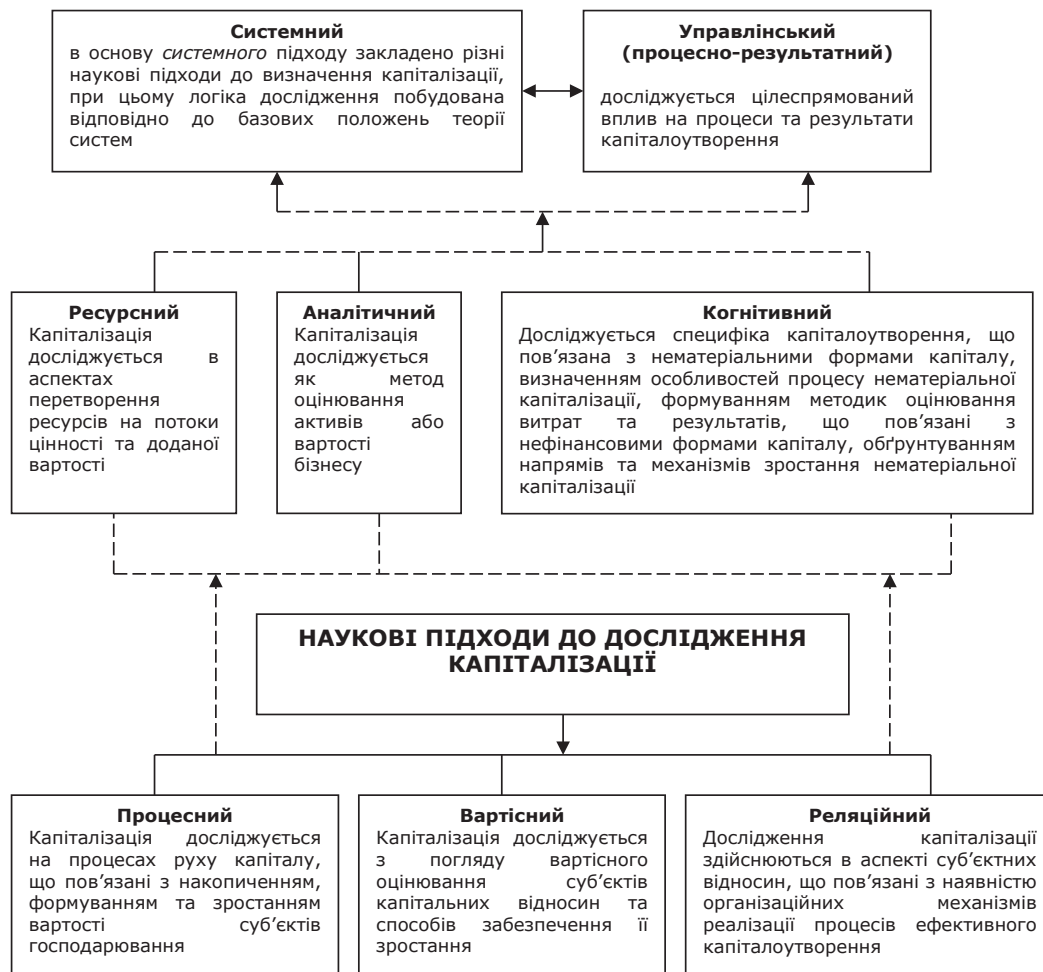 Системний
в основу системного підходу закладено різні
наукові підходи до визначення капіталізації,
при цьому логіка дослідження побудована
відповідно до базових положень теорії
систем
Управлінський
(процесно-результатний)
досліджується цілеспрямований
вплив на процеси та результати
капіталоутворення
Ресурсний
Капіталізація
досліджується в
аспектах
перетворення
ресурсів на потоки
цінності та доданої
вартості
Аналітичний
Капіталізація
досліджується
як метод
оцінювання
активів або
вартості
бізнесу
Когнітивний
Досліджується специфіка капіталоутворення, що
пов’язана з нематеріальними формами капіталу,
визначенням особливостей процесу нематеріальної
капіталізації, формуванням методик оцінювання
витрат та результатів, що пов’язані з
нефінансовими формами капіталу, обґрунтуванням
напрямів та механізмів зростання нематеріальної
капіталізації
НАУКОВІ ПІДХОДИ ДО ДОСЛІДЖЕННЯ
КАПІТАЛІЗАЦІЇ
Процесний
Капіталізація досліджується
на процесах руху капіталу,
що пов’язані з накопиченням,
формуванням та зростанням
вартості суб’єктів
господарювання
Вартісний
Капіталізація досліджується
з погляду вартісного
оцінювання суб’єктів
капітальних відносин та
способів забезпечення її
зростання
Реляційний
Дослідження капіталізації
здійснюються в аспекті суб’єктних
відносин, що пов’язані з наявністю
організаційних механізмів
реалізації процесів ефективного
капіталоутворення